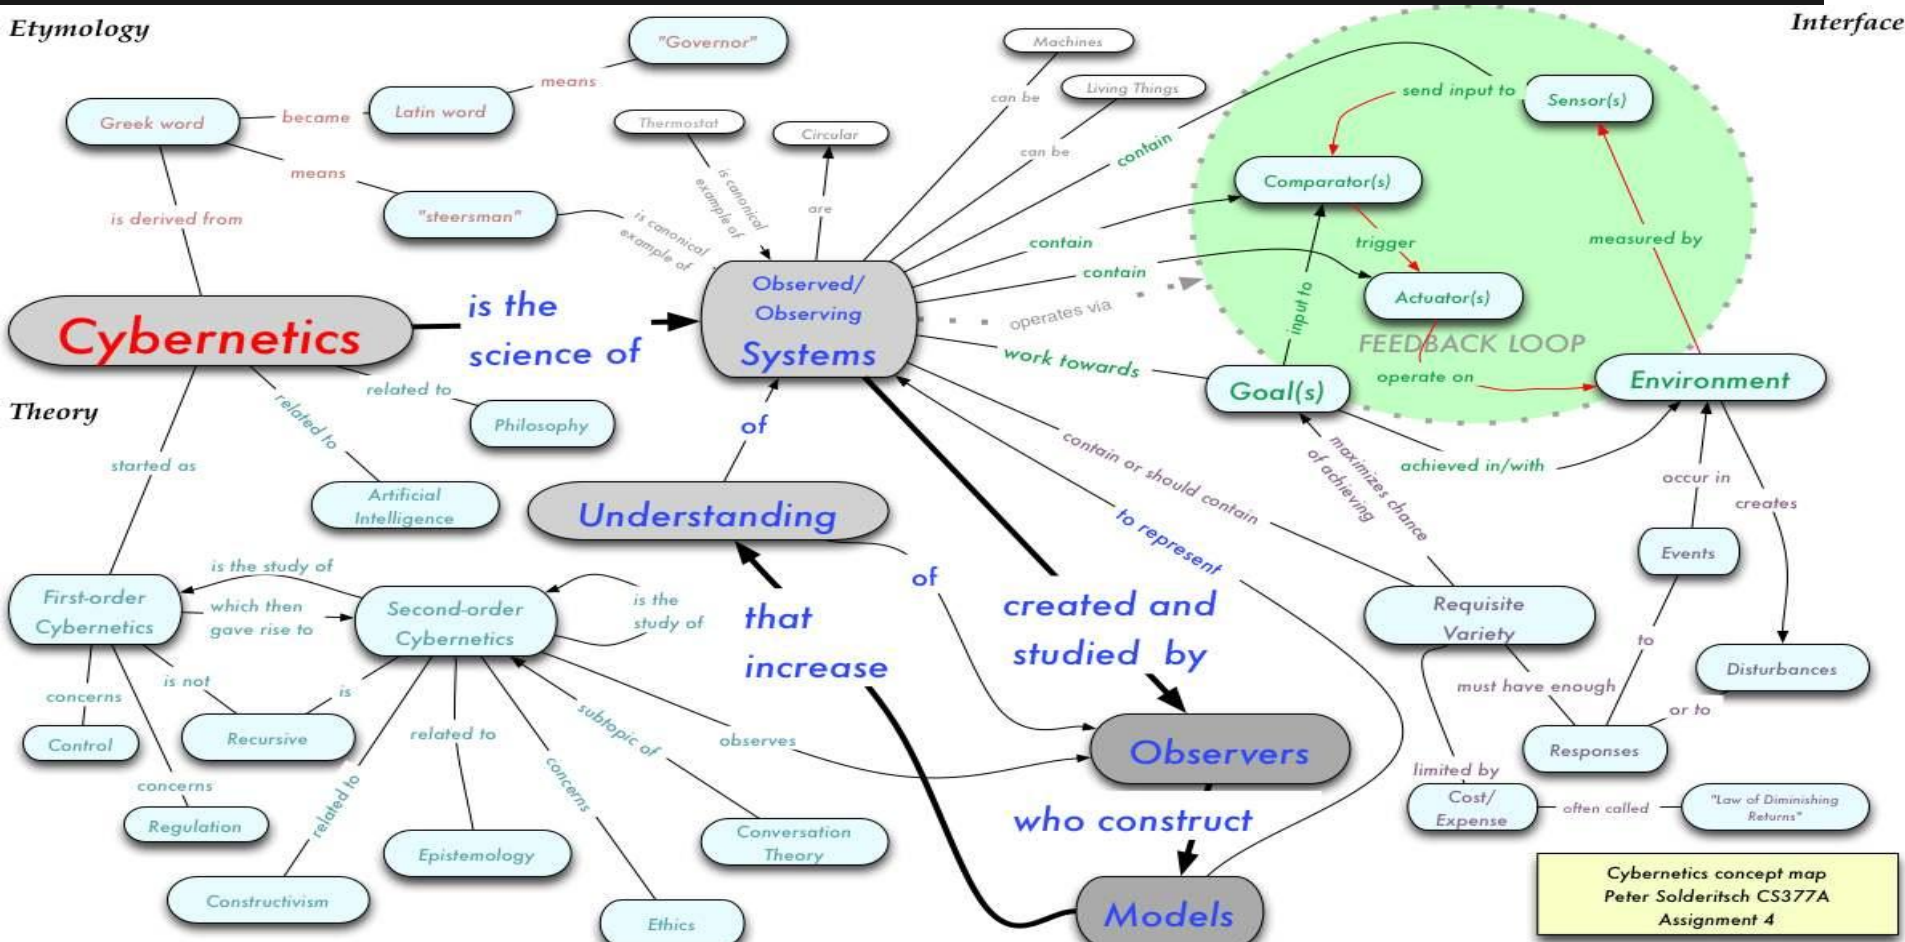 Etymology
Interface
"Governor"
means
Greek word
became
Latin word
means
"steersman"
is derived from
is canonical
example of
Thermostat
is canonical
example of
Circular
are
Machines
can be
Living Things
can be
contain
contain
contain
operates via
work towards
send input to
Sensor(s)
Comparator(s)
trigger
measured by
Actuator(s)
input to
FEEDBACK LOOP
operate on
Goal(s)
Environment
Cybernetics
is the
science of
Observed/
Observing
Systems
Theory
related to
Philosophy
related to
Artificial
Intelligence
started as
of
Understanding
of
contain or should contain
maximizes chance
of achieving
achieved in/with
occur in
creates
to represent
Events
First-order
Cybernetics
is the study of
which then
gave rise to
Second-order
Cybernetics
is the
study of
that
increase
created and
studied by
Requisite
Variety
to
Disturbances
must have enough
or to
Responses
concerns
Control
is not
is
Recursive
concerns
Regulation
related to
Constructivism
related to
Epistemology
concerns
Ethics
subtopic of
Conversation
Theory
observes
Observers
who construct
Models
limited by
Cost/
Expense
often called
"Law of Diminishing
Returns"
Cybernetics concept map
Peter Solderitsch CS377A
Assignment 4